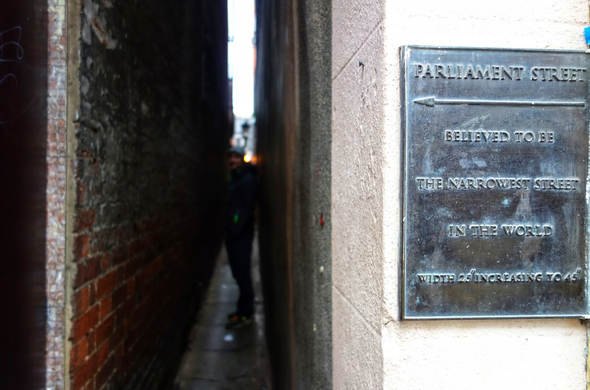 PARLIAMENT STREET
BELIEVED TO BE
THE NARROWEST STREET
IN THE WORLD
WIDTH 25" INCREASING TO 45"